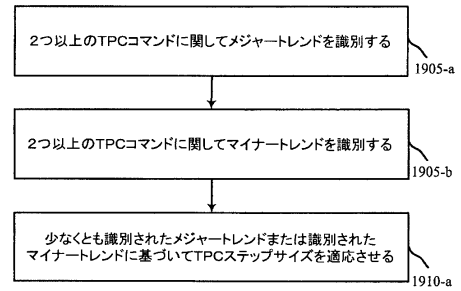 2つ以上のTPCコマンドに関してメジャートレンドを識別する
1905-a
2つ以上のTPCコマンドに関してマイナートレンドを識別する
1905-b
少なくとも識別されたメジャートレンドまたは識別された
マイナートレンドに基づいてTPCステップサイズを適応させる
1910-a